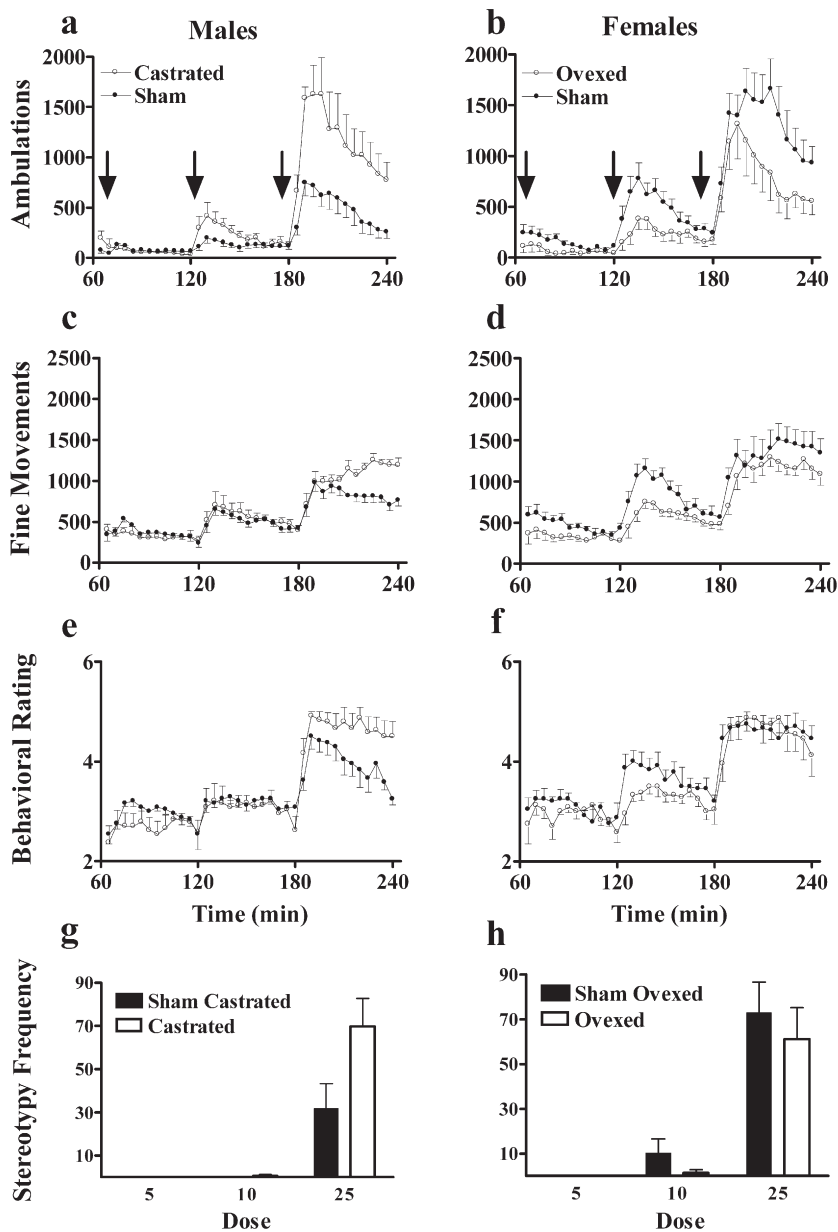 a
Males
b
Females
Ambulations
2000
1500
1000
500
0
60
120
180
240
Castrated
Sham
2000
1500
1000
500
0
60
120
180
240
Ovexed
Sham
c
d
Fine Movements
2500
2000
1500
1000
500
0
60
120
180
240
2500
2000
1500
1000
500
0
60
120
180
240
e
f
Behavioral Rating
6
4
2
60
120
180
240
Time (min)
6
4
2
60
120
180
240
Time (min)
g
h
Stereotypy Frequency
90
70
50
30
10
Sham Castrated
Castrated
5
10
25
Dose
90
70
50
30
10
Sham Ovexed
Ovexed
5
10
25
Dose